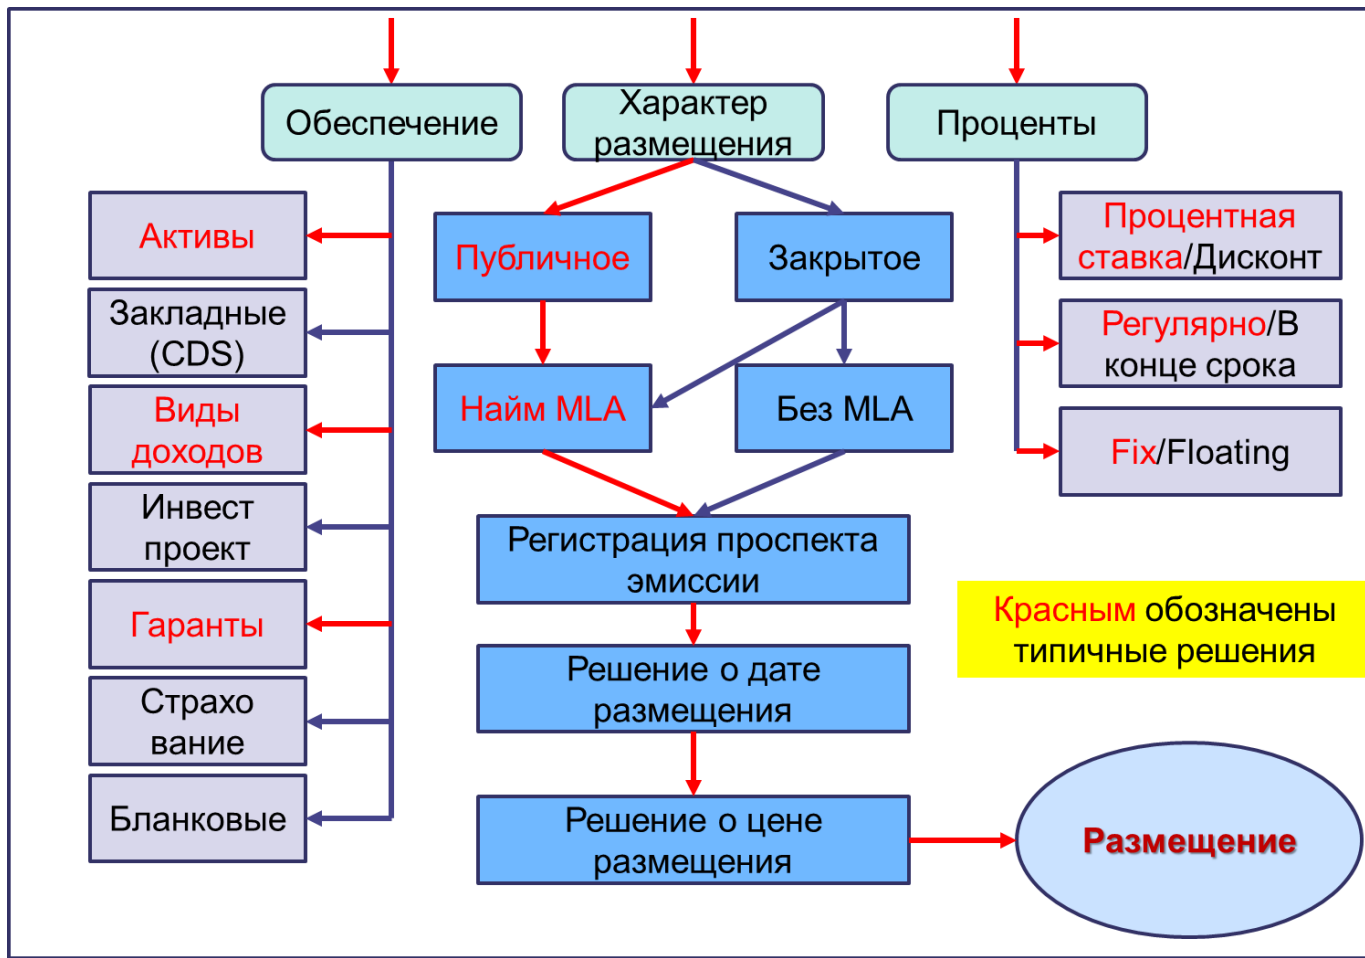 Обеспечение
Характер
размещения
Проценты
Активы
Закладные
(CDS)
Виды
доходов
Инвест
проект
Гаранты
Страхо
вание
Бланковые
Публичное
Закрытое
Найм MLA
Без MLA
Регистрация проспекта
эмиссии
Решение о дате
размещения
Решение о цене
размещения
Процентная
ставка/Дисконт
Регулярно/В
конце срока
Fix/Floating
Красным обозначены
типичные решения
Размещение